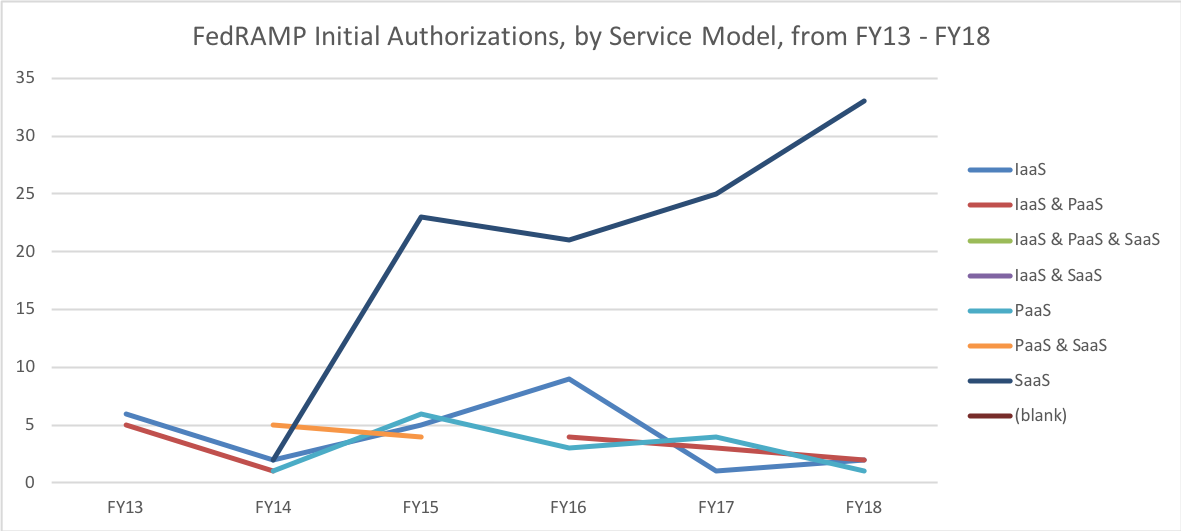 FedRAMP Initial Authorizations, by Service Model, from FY13 - FY18
35
30
25
20
15
10
5
0
FY13
FY14
FY15
FY16
FY17
FY18
IaaS
IaaS & PaaS
IaaS & PaaS & SaaS
IaaS & SaaS
PaaS
PaaS & SaaS
SaaS
(blank)